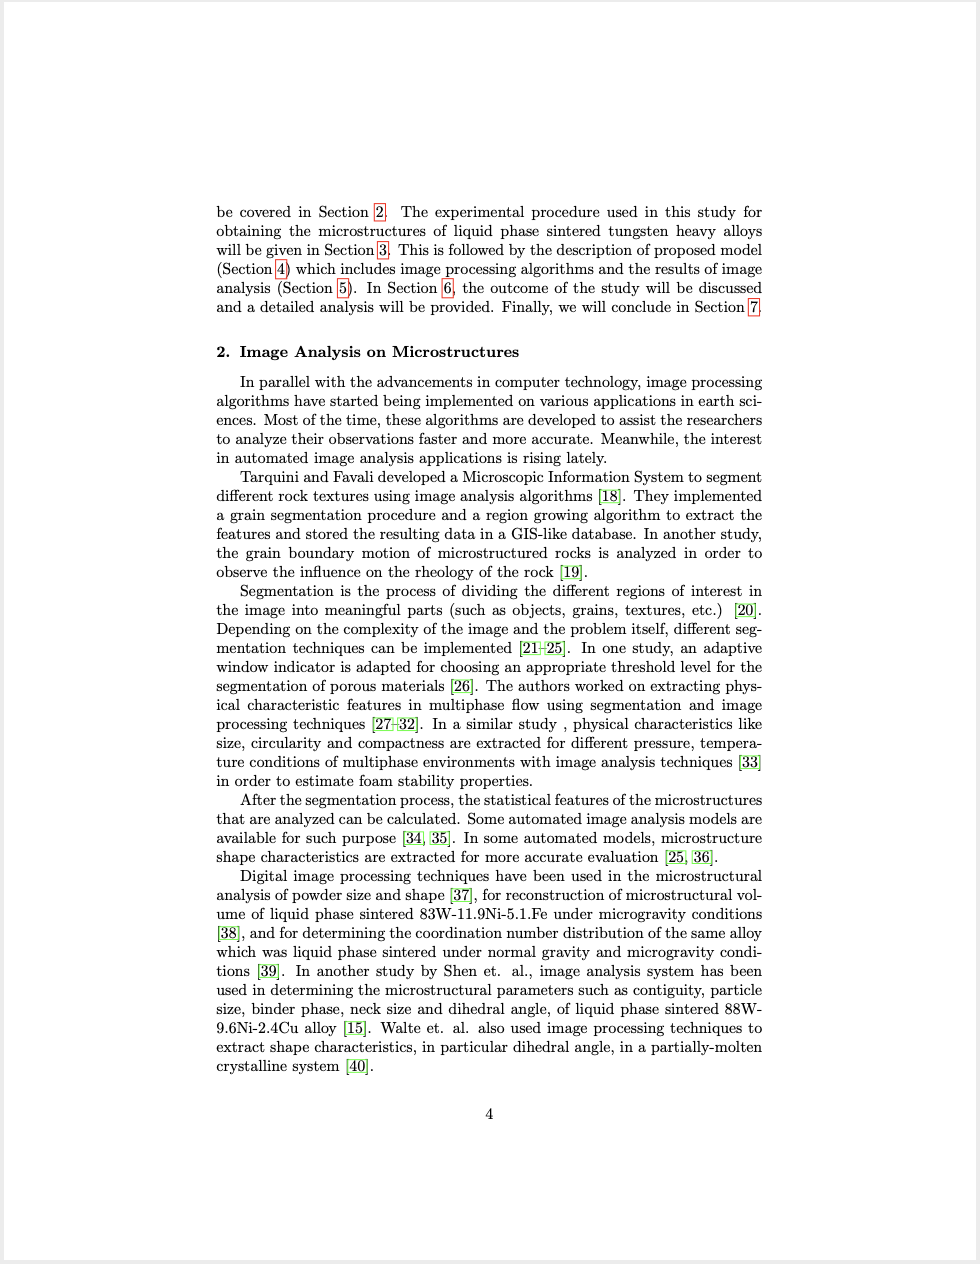 be covered in Section 2. The experimental procedure used in this study for
obtaining the microstructures of liquid phase sintered tungsten heavy alloys
will be given in Section 3. This is followed by the description of proposed model
(Section 4) which includes image processing algorithms and the results of image
analysis (Section 5). In Section 6, the outcome of the study will be discussed
and a detailed analysis will be provided. Finally, we will conclude in Section 7.
2. Image Analysis on Microstructures
In parallel with the advancements in computer technology, image processing
algorithms have started being implemented on various applications in earth sci-
ences. Most of the time, these algorithms are developed to assist the researchers
to analyze their observations faster and more accurate. Meanwhile, the interest
in automated image analysis applications is rising lately.
Tarquini and Favali developed a Microscopic Information System to segment
different rock textures using image analysis algorithms [18]. They implemented
a grain segmentation procedure and a region growing algorithm to extract the
features and stored the resulting data in a GIS-like database. In another study,
the grain boundary motion of microstructured rocks is analyzed in order to
observe the influence on the rheology of the rock [19].
Segmentation is the process of dividing the different regions of interest in
the image into meaningful parts (such as objects, grains, textures, etc.) [20].
Depending on the complexity of the image and the problem itself, different seg-
mentation techniques can be implemented [21–25]. In one study, an adaptive
window indicator is adapted for choosing an appropriate threshold level for the
segmentation of porous materials [26]. The authors worked on extracting phys-
ical characteristic features in multiphase flow using segmentation and image
processing techniques [27–32]. In a similar study , physical characteristics like
size, circularity and compactness are extracted for different pressure, tempera-
ture conditions of multiphase environments with image analysis techniques [33]
in order to estimate foam stability properties.
After the segmentation process, the statistical features of the microstructures
that are analyzed can be calculated. Some automated image analysis models are
available for such purpose [34, 35]. In some automated models, microstructure
shape characteristics are extracted for more accurate evaluation [25, 36].
Digital image processing techniques have been used in the microstructural
analysis of powder size and shape [37], for reconstruction of microstructural vol-
ume of liquid phase sintered 83W-11.9Ni-5.1.Fe under microgravity conditions
[38], and for determining the coordination number distribution of the same alloy
which was liquid phase sintered under normal gravity and microgravity condi-
tions [39]. In another study by Shen et. al., image analysis system has been
used in determining the microstructural parameters such as contiguity, particle
size, binder phase, neck size and dihedral angle, of liquid phase sintered 88W-
9.6Ni-2.4Cu alloy [15]. Walte et. al. also used image processing techniques to
extract shape characteristics, in particular dihedral angle, in a partially-molten
crystalline system [40].
4